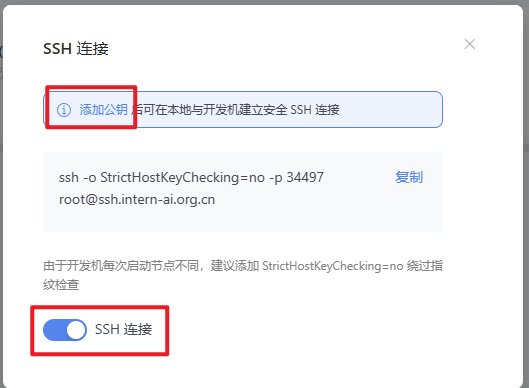 SSH 连接
添加公钥 后可在本地与开发机建立安全 SSH 连接
ssh -o StrictHostKeyChecking=no -p 34497
复制
root@ssh.intern-ai.org.cn
由于开发机每次启动节点不同，建议添加 StrictHostKeyChecking=no 绕过指
纹检查
SSH 连接